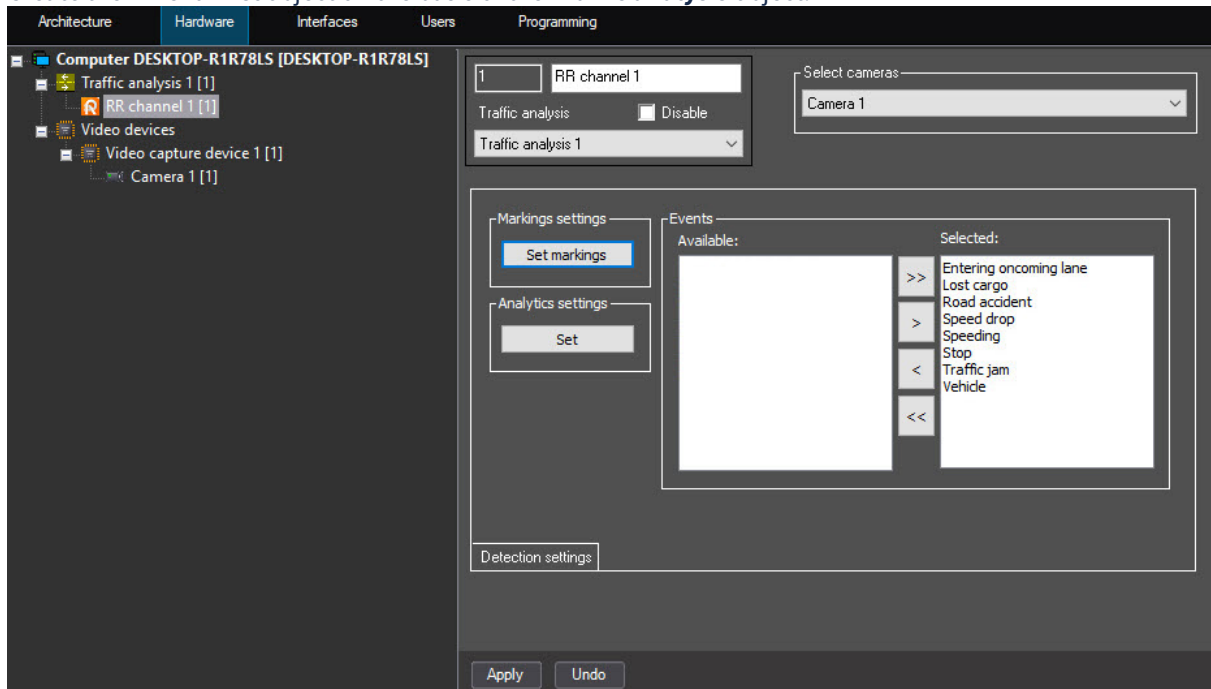 Architecture Hardware Interfaces Users Programming
Computer DESKTOP-R1R78LS [DESKTOP-R1R78LS]
Traffic analysis 1 [1]
RR channel 1 [1]
Video devices
Video capture device 1 [1]
Camera 1 [1]
1 RR channel 1
Traffic analysis Disable
Traffic analysis 1
Select cameras
Camera 1
Markings settings
Set markings
Analytics settings
Set
Events
Available:
>>
>
<
<<
Selected:
Entering oncoming lane
Lost cargo
Road accident
Speed drop
Speeding
Stop
Traffic jam
Vehicle
Detection settings
Apply Undo